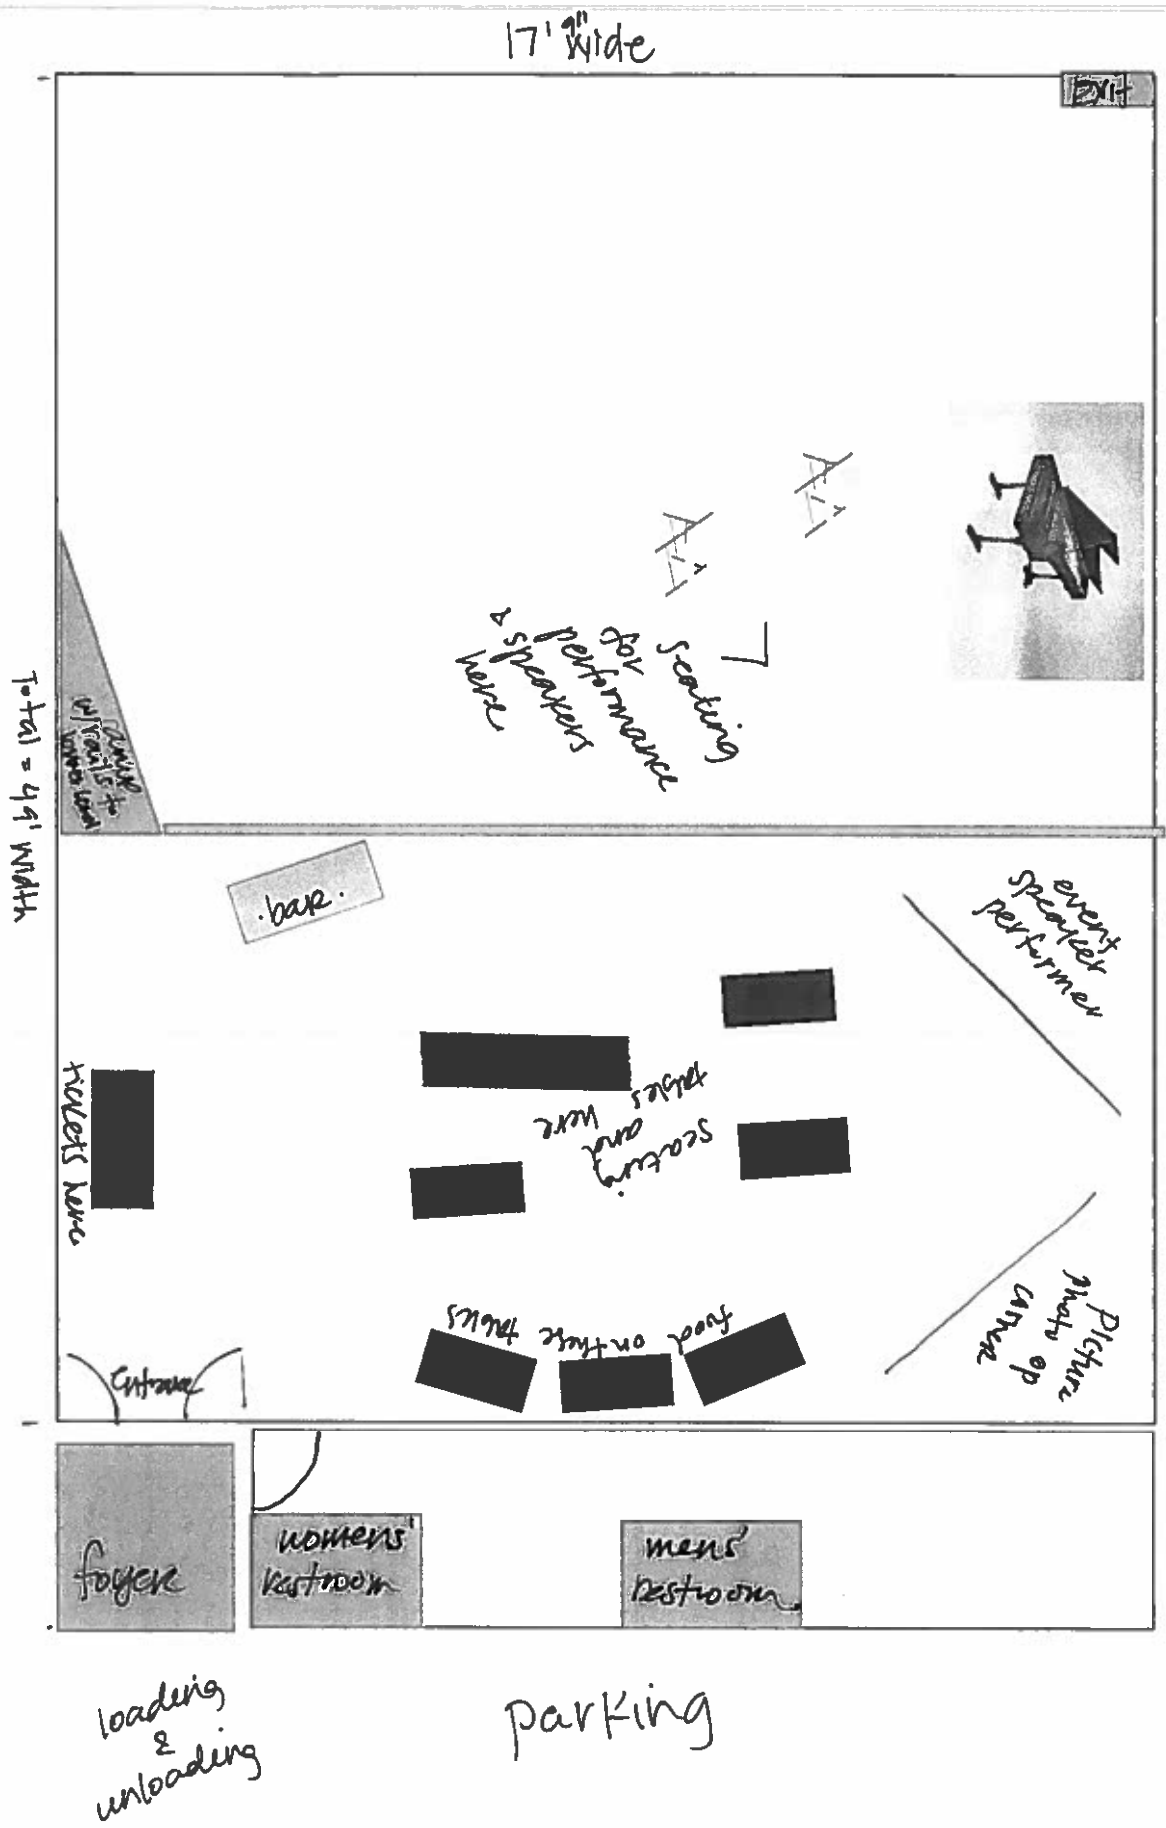 17' 9" wide
Exit
seating
for
performance
& speakers
here
w/rails to
Total = 49' Width
.bar.
event
speaker
performer
tickets here
tables
here
and
seating
food on these tables
picture
photo op
Entrance
foyer
womens'
restroom
mens'
restroom
loading
&
unloading
parking